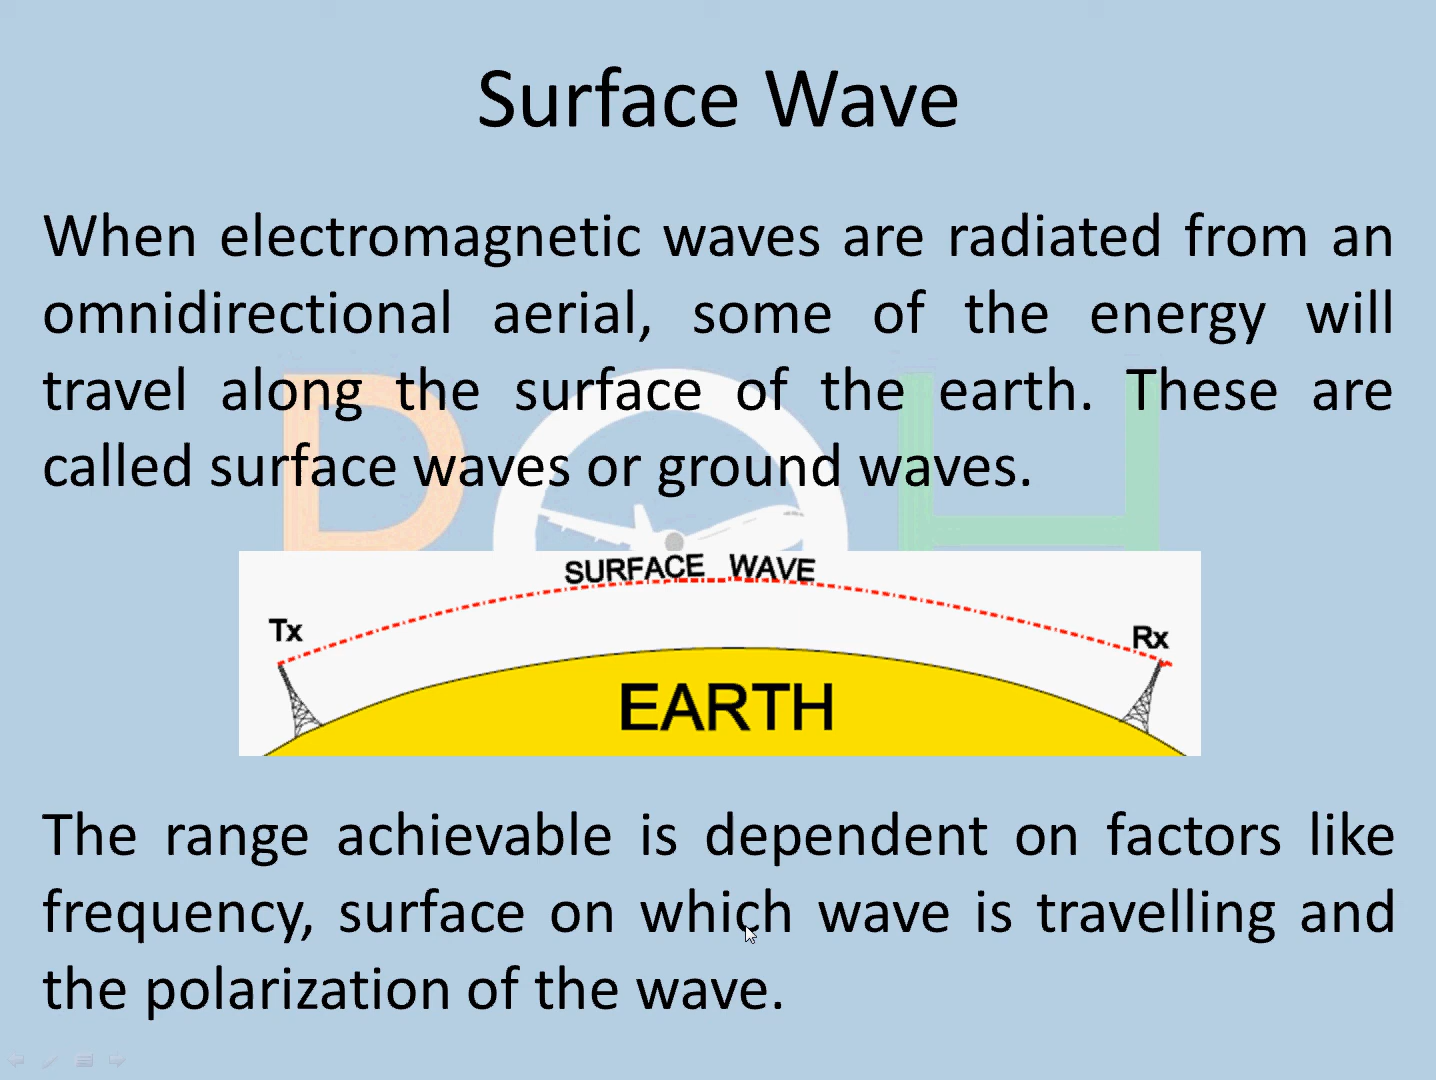 Surface Wave
When electromagnetic waves are radiated from an
omnidirectional aerial, some of the energy will
travel along the surface of the earth. These are
called surface waves or ground waves.
SURFACE WAVE
Tx
Rx
EARTH
The range achievable is dependent on factors like
frequency, surface on which wave is travelling and
the polarization of the wave.